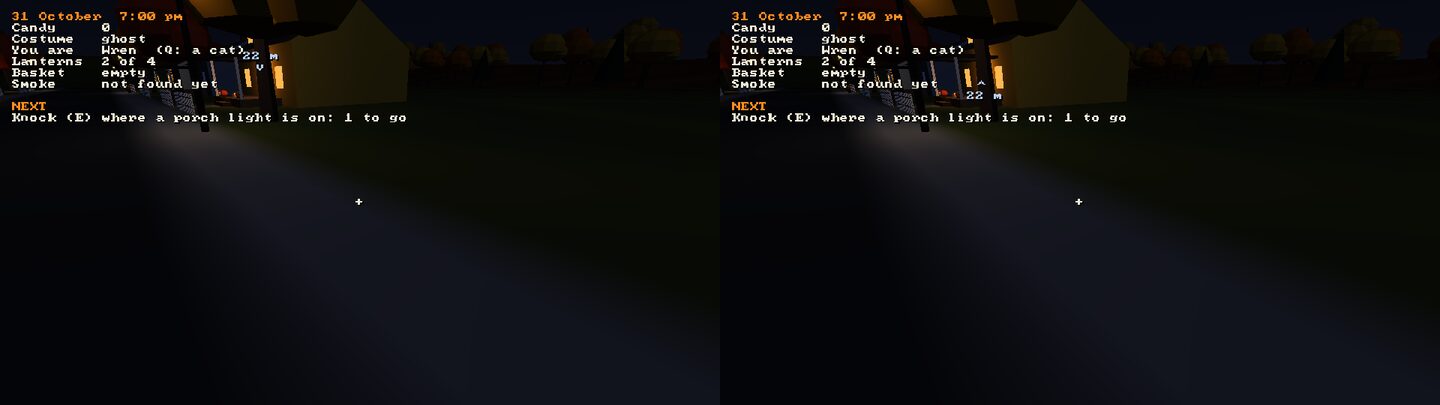 31 October 7:00 pm
Candy 0
Costume ghost
You are Wren (Q: a cat)
22 m
v
Lanterns 2 of 4
Basket empty
Smoke not found yet
NEXT
Knock (E) where a porch light is on: 1 to go
+
31 October 7:00 pm
Candy 0
Costume ghost
You are Wren (Q: a cat)
Lanterns 2 of 4
Basket empty
Smoke not found yet
^
22 m
NEXT
Knock (E) where a porch light is on: 1 to go
+